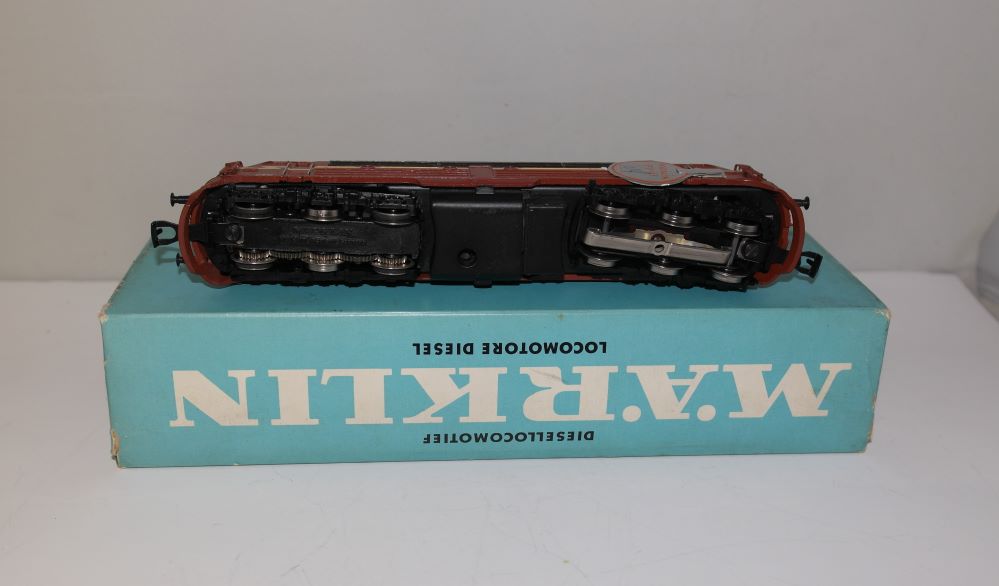 DIESELLOCOMOTIEF
MÄRKLIN
LOCOMOTORE DIESEL